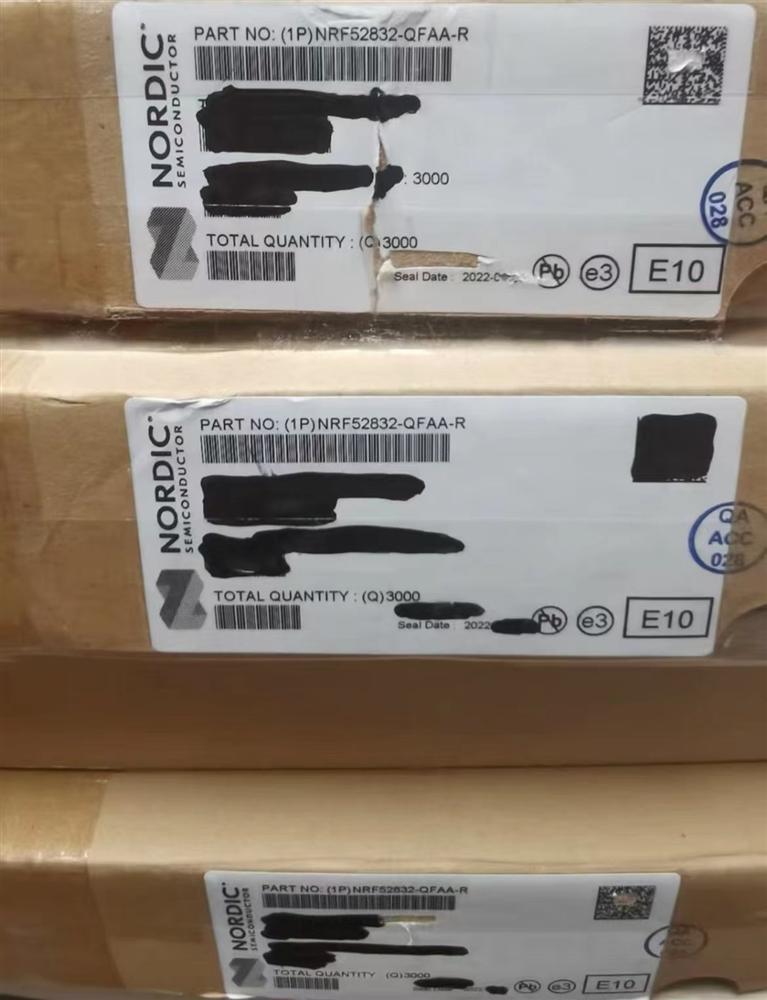 NORDIC
SEMICONDUCTOR
PART NO: (1P)NRF52832-QFAA-R
: 3000
TOTAL QUANTITY : (Q)3000
Seal Date : 2022-
Pb
e3
E10
ACC
028
NORDIC
SEMICONDUCTOR
PART NO: (1P)NRF52832-QFAA-R
TOTAL QUANTITY : (Q)3000
Seal Date 2022
Pb
e3
E10
QA
ACC
028
NORDIC
SEMICONDUCTOR
PART NO: (1P)NRF52832-QFAA-R
TOTAL QUANTITY (Q)3000
Pb
e3
E10